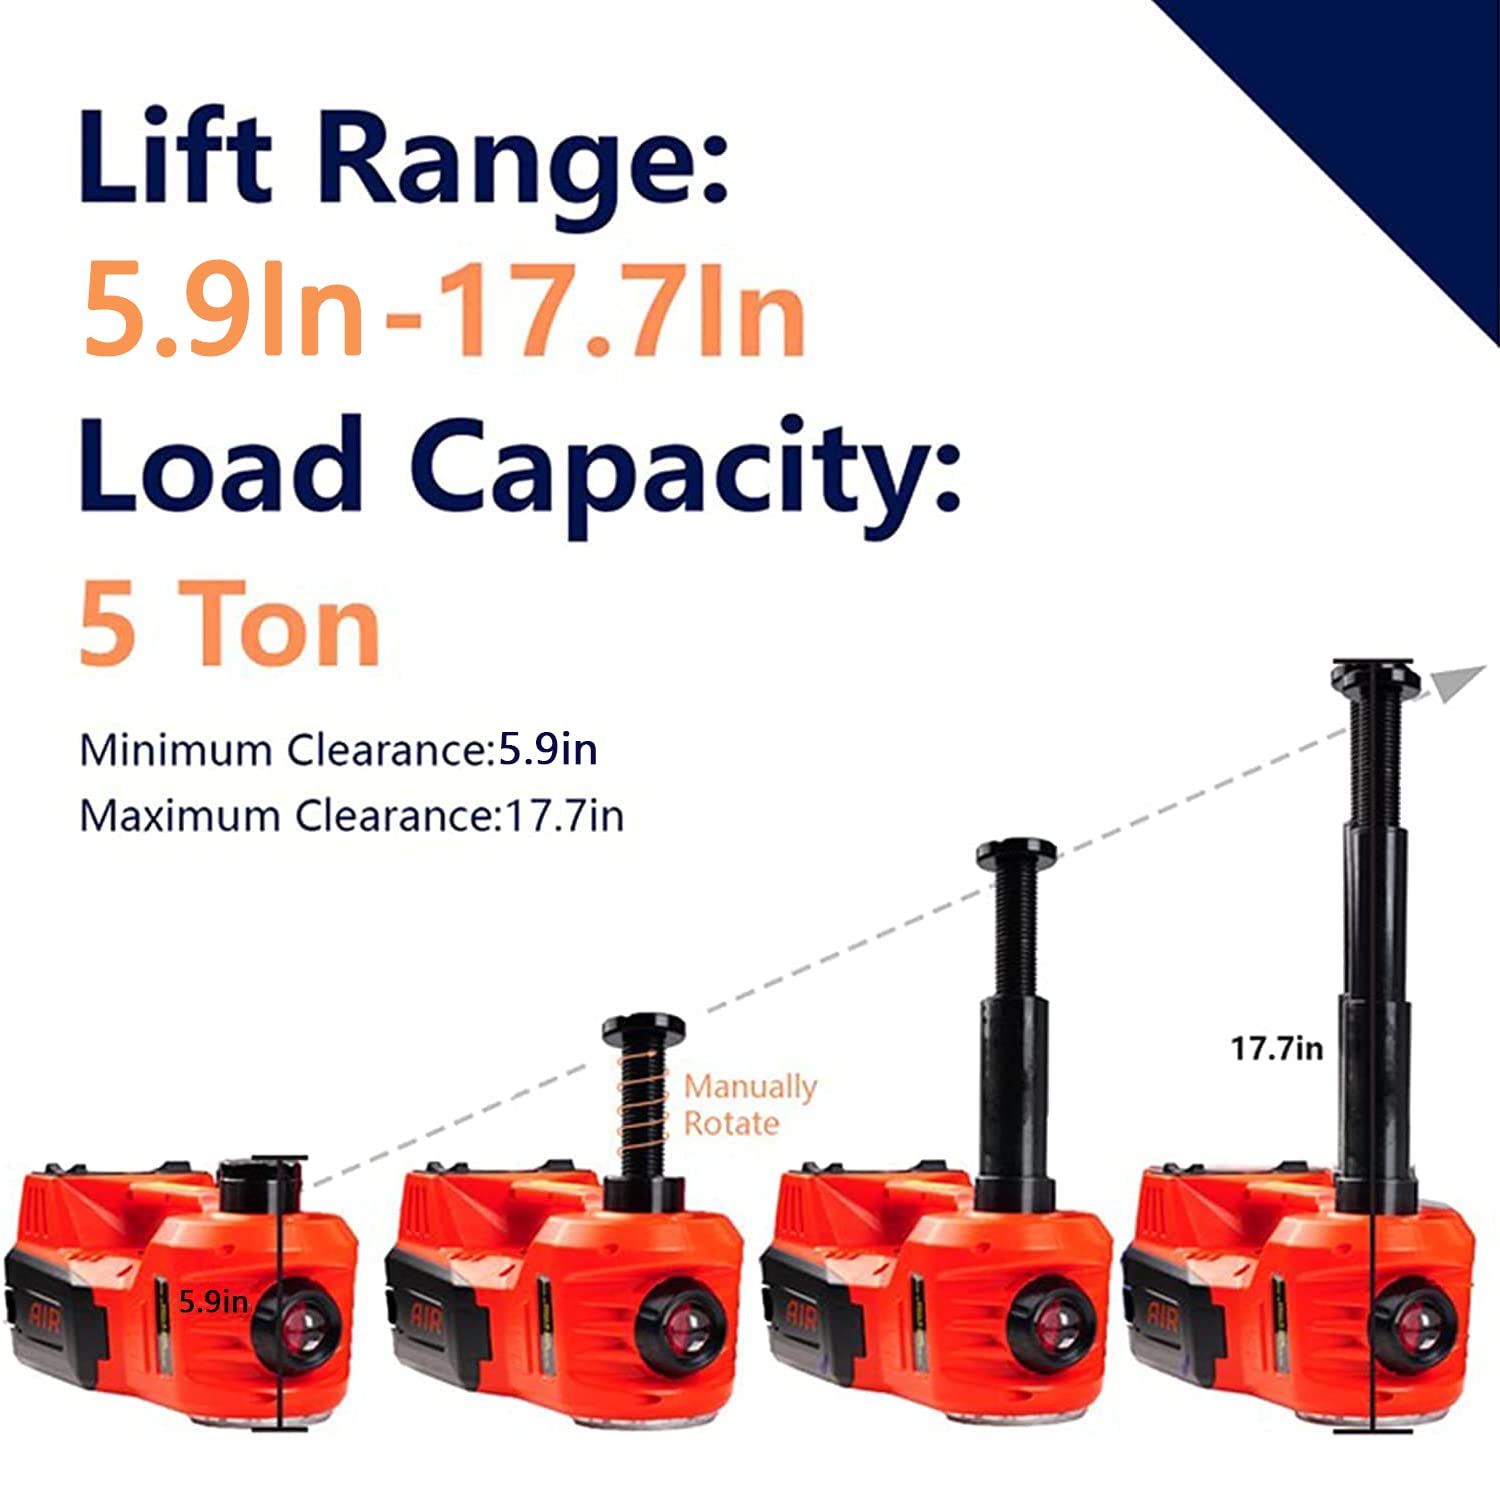 Lift Range:
5.9In-17.7In
Load Capacity:
5 Ton
Minimum Clearance:5.9in
Maximum Clearance:17.7in
17.7in
Manually
Rotate
5.9in
AIR
AIR
AIR
AIR